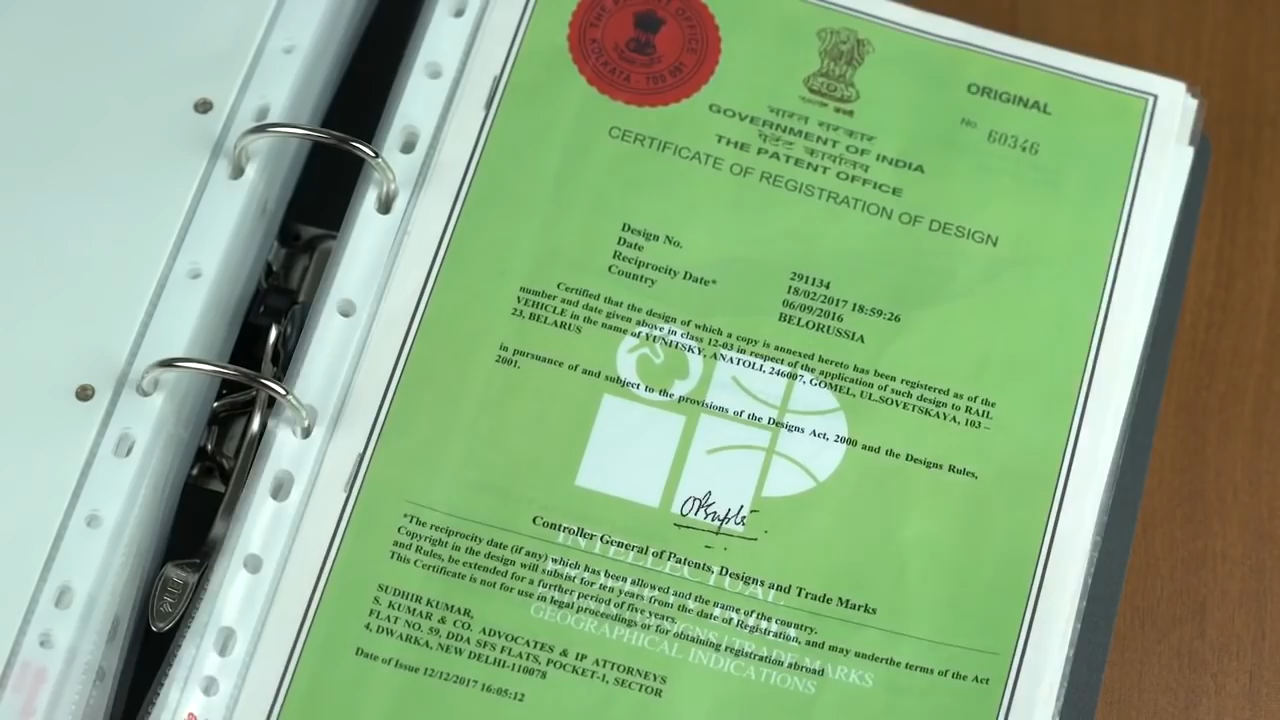 THE PATENT OFFICE
KOLKATA - 700 091
ORIGINAL
No. 60346
भारत सरकार
GOVERNMENT OF INDIA
पेटेंट कार्यालय
THE PATENT OFFICE
CERTIFICATE OF REGISTRATION OF DESIGN
Design No. 291134
Date 18/02/2017 18:59:26
Reciprocity Date* 06/09/2016
Country BELORUSSIA
Certified that the design of which a copy is annexed hereto has been registered as of the
number and date given above in class 12-03 in respect of the application of such design to RAIL
VEHICLE in the name of YUNITSKY, ANATOLI, 246007, GOMEL, UL.SOVETSKAYA, 103 –
23, BELARUS
in pursuance of and subject to the provisions of the Designs Act, 2000 and the Designs Rules,
2001.
Controller General of Patents, Designs and Trade Marks
*The reciprocity date (if any) which has been allowed and the name of the country.
Copyright in the design will subsist for ten years from the date of Registration, and may underthe terms of the Act
and Rules, be extended for a further period of five years.
This Certificate is not for use in legal proceedings or for obtaining registration abroad
INTELLECTUAL
DESIGNS | TRADE MARKS
GEOGRAPHICAL INDICATIONS
SUDHIR KUMAR,
S. KUMAR & CO. ADVOCATES & IP ATTORNEYS
FLAT NO. 59, DDA SFS FLATS, POCKET-1, SECTOR
4, DWARKA, NEW DELHI-110078
Date of Issue 12/12/2017 16:05:12